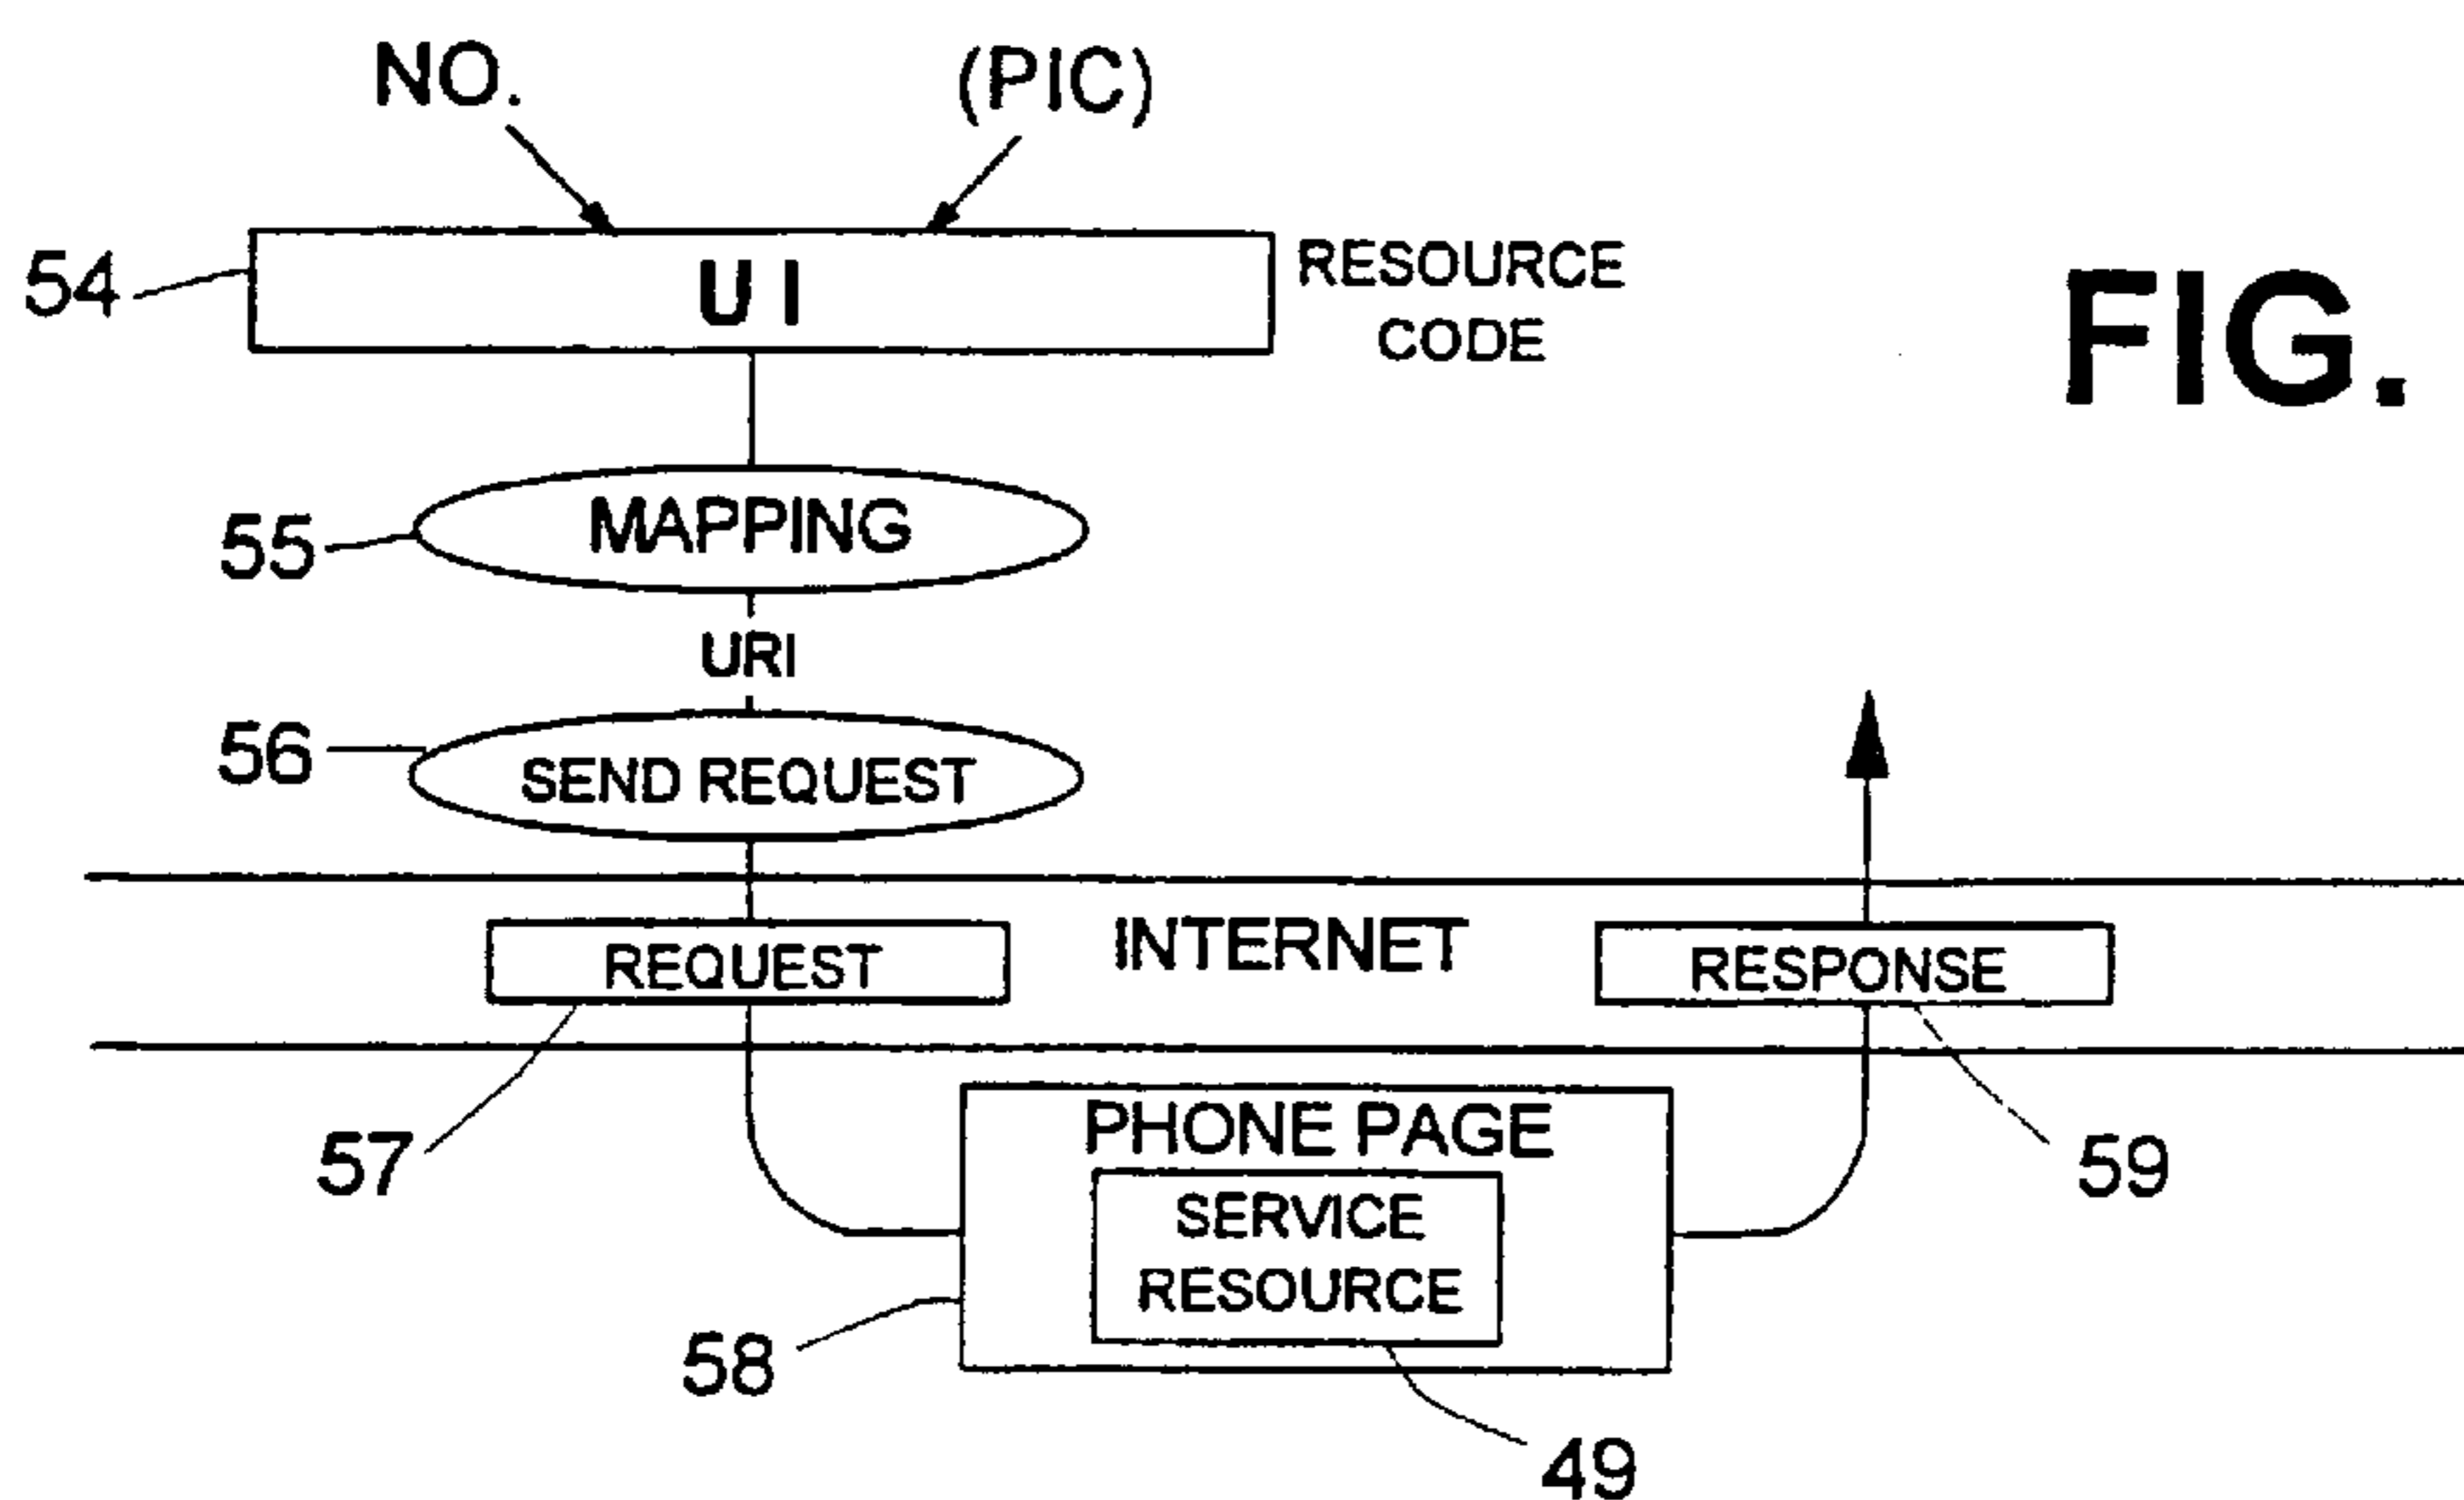 NO. (PIC)
54 UI RESOURCE
CODE
FIG.
55 MAPPING
URI
56 SEND REQUEST
REQUEST INTERNET RESPONSE
57 PHONE PAGE 59
SERVICE
RESOURCE
58
49